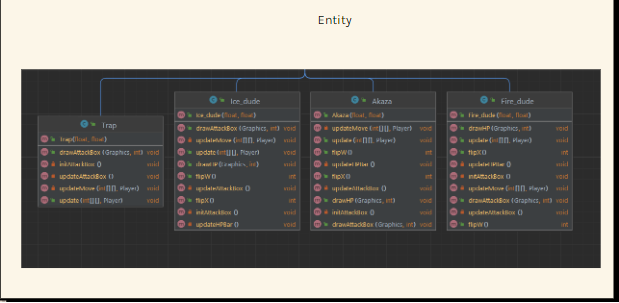 Entity
Trap
Trap(float, float)
drawAttackBox (Graphics, int) void
initAttackBox () void
updateAttackBox () void
updateMove (int[][], Player) void
update (int[][], Player) void
Ice_dude
Ice_dude(float, float)
drawAttackBox (Graphics, int) void
updateMove (int[][], Player) void
update (int[][], Player) void
drawHP (Graphics, int) void
flipW () int
updateAttackBox () void
flipX () int
initAttackBox () void
updateHPBar () void
Akaza
Akaza(float, float)
updateMove (int[][], Player) void
update (int[][], Player) void
flipW () int
updateHPBar () void
flipX () int
updateAttackBox () void
drawHP (Graphics, int) void
initAttackBox () void
drawAttackBox (Graphics, int) void
Fire_dude
Fire_dude(float, float)
drawHP (Graphics, int) void
update (int[][], Player) void
flipX () int
updateHPBar () void
initAttackBox () void
updateMove (int[][], Player) void
drawAttackBox (Graphics, int) void
updateAttackBox () void
flipW () int